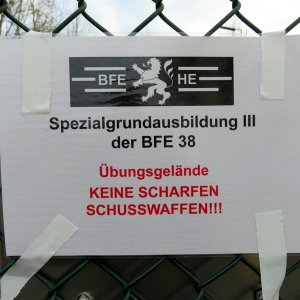 BFE HE
Spezialgrundausbildung III
der BFE 38
Übungsgelände
KEINE SCHARFEN
SCHUSSWAFFEN!!!